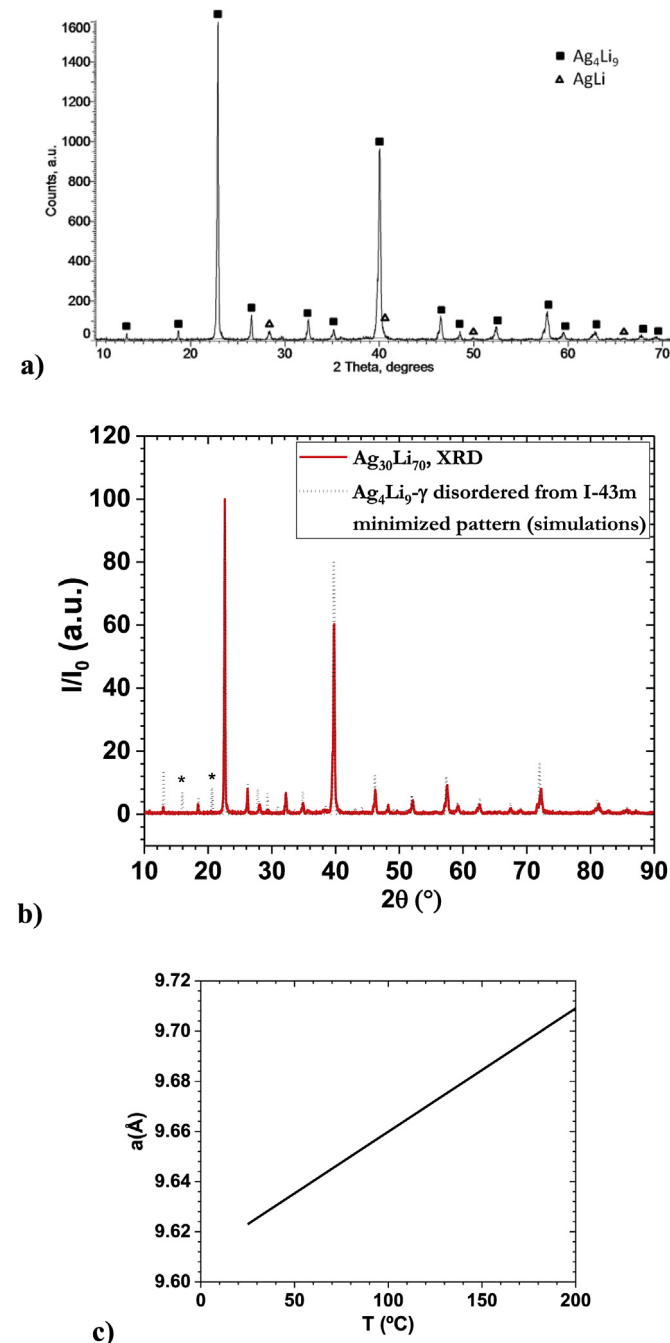 1600
1400
1200
1000
800
600
400
200
0
Counts, a.u.
■ Ag₄Li₉
△ AgLi
10 20 30 40 50 60 70
2 Theta, degrees
a)
120
100
80
60
40
20
0
I/I₀ (a.u.)
Ag₃₀Li₇₀, XRD
Ag₄Li₉-γ disordered from I-43m
minimized pattern (simulations)
* *
10 20 30 40 50 60 70 80 90
2θ (°)
b)
9.72
9.70
9.68
9.66
9.64
9.62
9.60
a(Å)
0 50 100 150 200
T (ºC)
c)